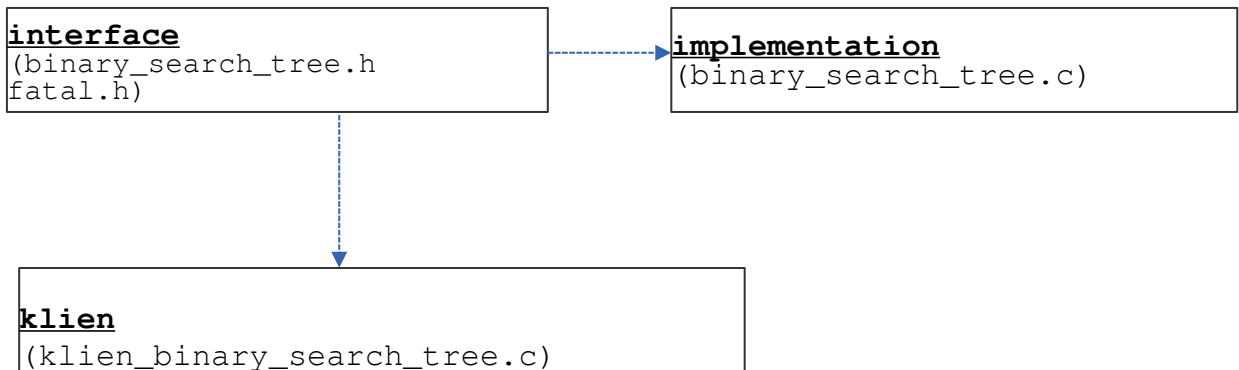 interface
(binary_search_tree.h
fatal.h)
implementation
(binary_search_tree.c)
klien
(klien_binary_search_tree.c)